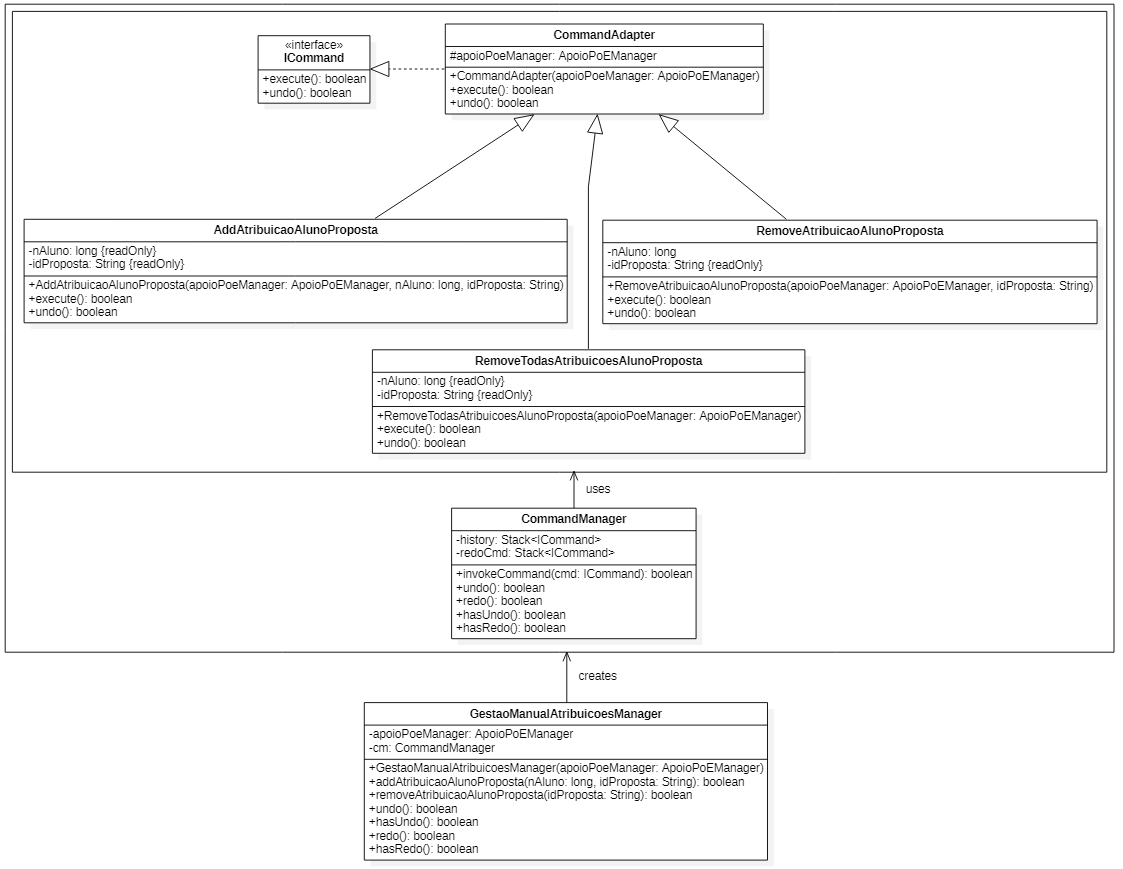 «interface»
ICommand
+execute(): boolean
+undo(): boolean
CommandAdapter
#apoioPoeManager: ApoioPoEManager
+CommandAdapter(apoioPoeManager: ApoioPoEManager)
+execute(): boolean
+undo(): boolean
AddAtribuicaoAlunoProposta
-nAluno: long {readOnly}
-idProposta: String {readOnly}
+AddAtribuicaoAlunoProposta(apoioPoeManager: ApoioPoEManager, nAluno: long, idProposta: String)
+execute(): boolean
+undo(): boolean
RemoveAtribuicaoAlunoProposta
-nAluno: long
-idProposta: String {readOnly}
+RemoveAtribuicaoAlunoProposta(apoioPoeManager: ApoioPoEManager, idProposta: String)
+execute(): boolean
+undo(): boolean
RemoveTodasAtribuicoesAlunoProposta
-nAluno: long {readOnly}
-idProposta: String {readOnly}
+RemoveTodasAtribuicoesAlunoProposta(apoioPoeManager: ApoioPoEManager)
+execute(): boolean
+undo(): boolean
uses
CommandManager
-history: Stack<ICommand>
-redoCmd: Stack<ICommand>
+invokeCommand(cmd: ICommand): boolean
+undo(): boolean
+redo(): boolean
+hasUndo(): boolean
+hasRedo(): boolean
creates
GestaoManualAtribuicoesManager
-apoioPoeManager: ApoioPoEManager
-cm: CommandManager
+GestaoManualAtribuicoesManager(apoioPoeManager: ApoioPoEManager)
+addAtribuicaoAlunoProposta(nAluno: long, idProposta: String): boolean
+removeAtribuicaoAlunoProposta(idProposta: String): boolean
+undo(): boolean
+hasUndo(): boolean
+redo(): boolean
+hasRedo(): boolean